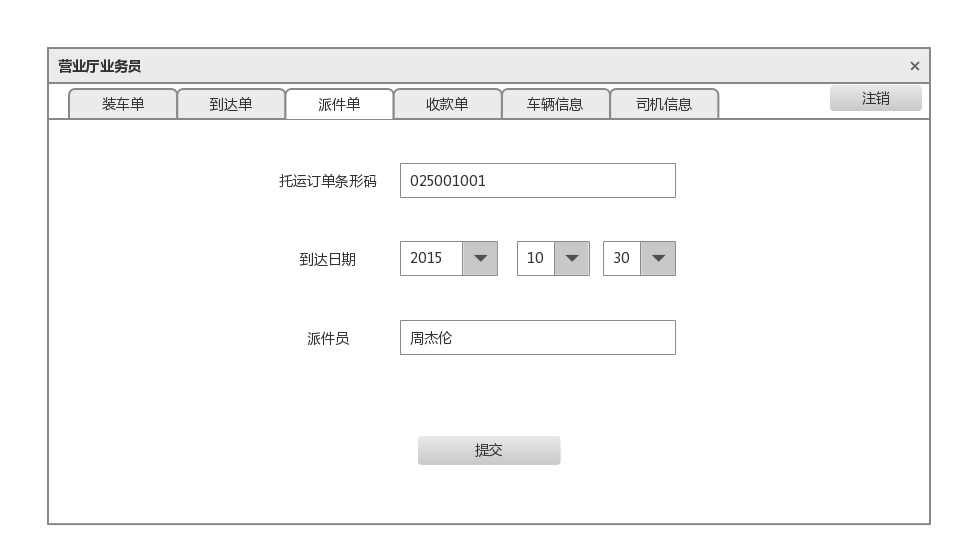 营业厅业务员 ×
装车单 到达单 派件单 收款单 车辆信息 司机信息 注销
托运订单条形码 025001001
到达日期 2015 10 30
派件员 周杰伦
提交